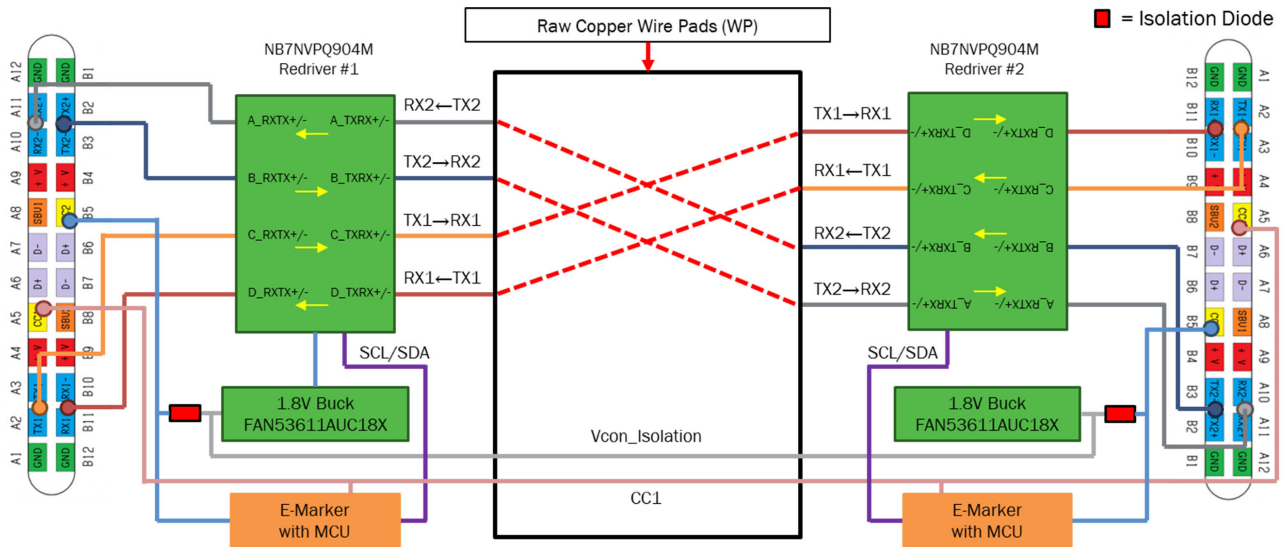 Raw Copper Wire Pads (WP)
= Isolation Diode
NB7NVPQ904M
Redriver #1
NB7NVPQ904M
Redriver #2
A12 GND GND B1
A11 TX2+ B2
A10 RX2- TX2- B3
A9 + V + V B4
A8 SBU1 CC2 B5
A7 D- D+ B6
A6 D+ D- B7
A5 B8
A4 + V + V B9
A3 RX1- B10
A2 TX1 RX1 B11
A1 GND GND B12
A_RXTX+/- A_TXRX+/-
B_RXTX+/- B_TXRX+/-
C_RXTX+/- C_TXRX+/-
D_RXTX+/- D_TXRX+/-
RX2←TX2
TX2→RX2
TX1→RX1
RX1←TX1
TX1→RX1
RX1←TX1
RX2←TX2
TX2→RX2
D_TXRX+/- D_RXTX+/-
C_TXRX+/- C_RXTX+/-
B_TXRX+/- B_RXTX+/-
A_TXRX+/- A_RXTX+/-
B12 GND GND A1
B11 RX1 TX1 A2
B10 RX1- A3
B9 + V A4
B8 SBU2 CC A5
B7 D- D+ A6
B6 D+ D- A7
B5 SBU1 A8
B4 + V + V A9
B3 TX2 RX2 A10
B2 TX2+ A11
B1 GND GND A12
SCL/SDA
SCL/SDA
1.8V Buck
FAN53611AUC18X
1.8V Buck
FAN53611AUC18X
Vcon_Isolation
CC1
E-Marker
with MCU
E-Marker
with MCU